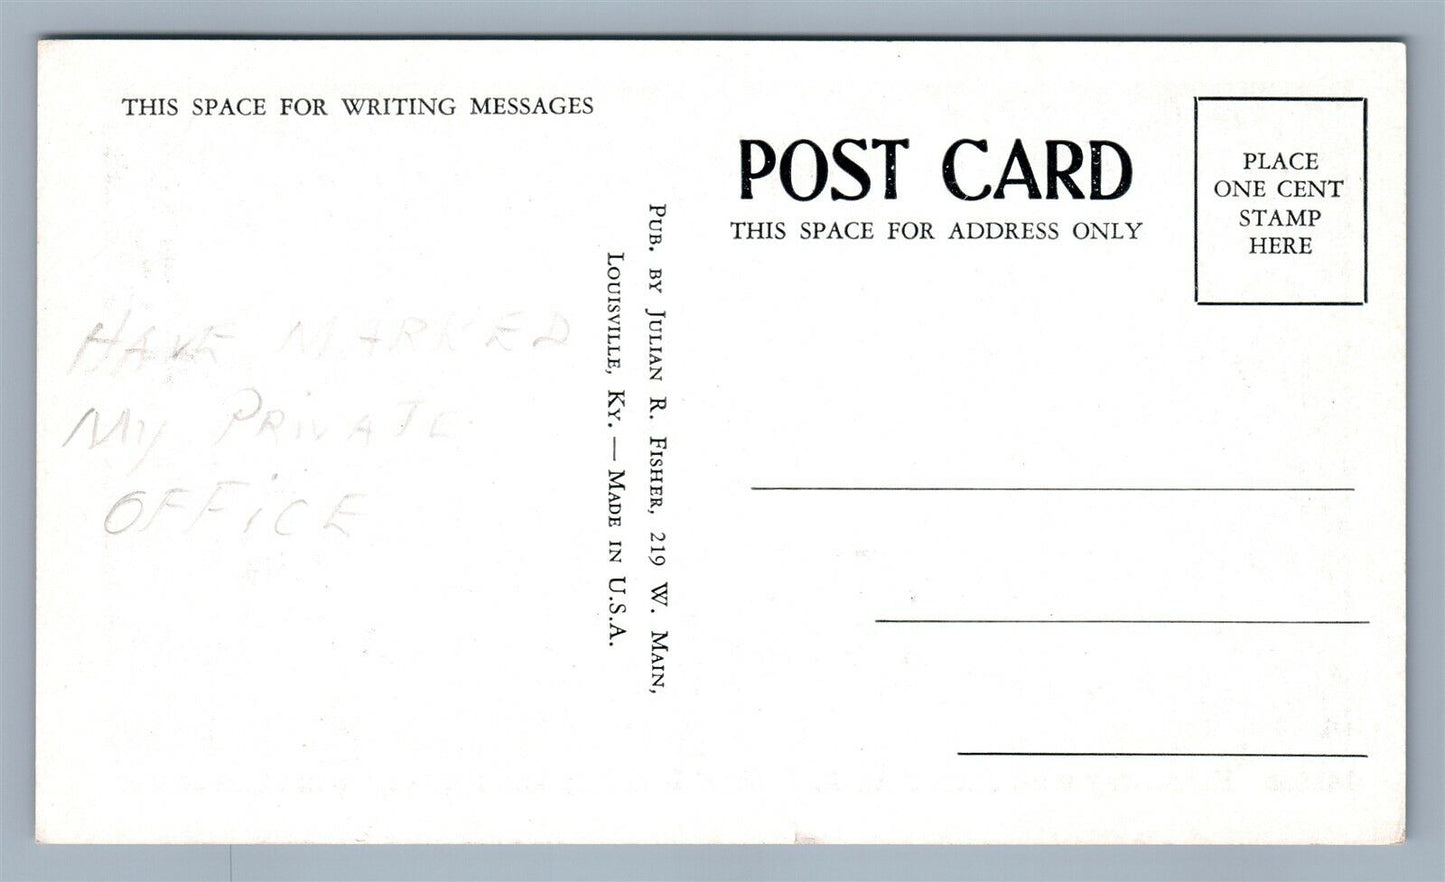 THIS SPACE FOR WRITING MESSAGES
HAVE MARKED
MY PRIVATE
OFFICE
PUB. BY JULIAN R. FISHER, 219 W. MAIN,
LOUISVILLE, KY. — MADE IN U.S.A.
POST CARD
THIS SPACE FOR ADDRESS ONLY
PLACE
ONE CENT
STAMP
HERE